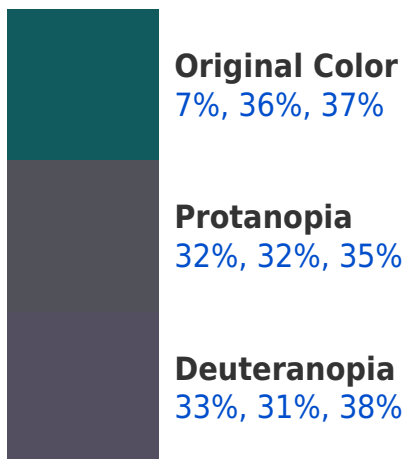 Original Color
7%, 36%, 37%
Protanopia
32%, 32%, 35%
Deuteranopia
33%, 31%, 38%